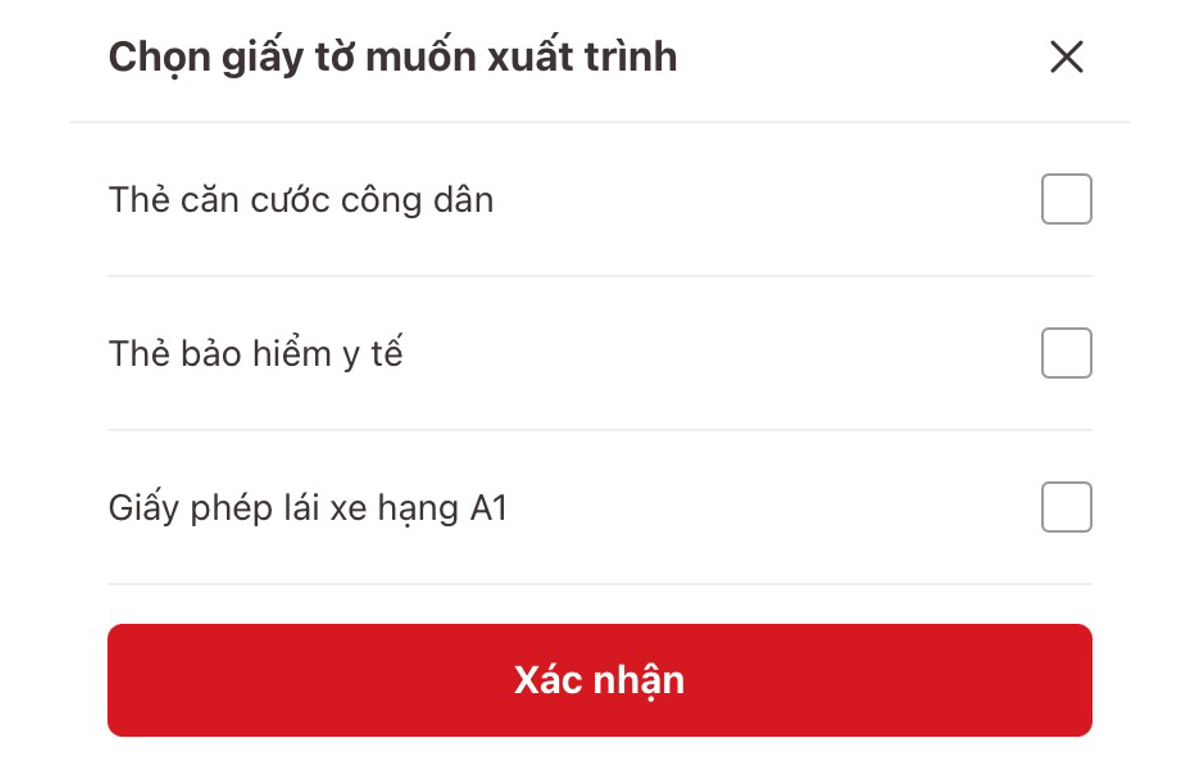 Chọn giấy tờ muốn xuất trình
Thẻ căn cước công dân
Thẻ bảo hiểm y tế
Giấy phép lái xe hạng A1
Xác nhận